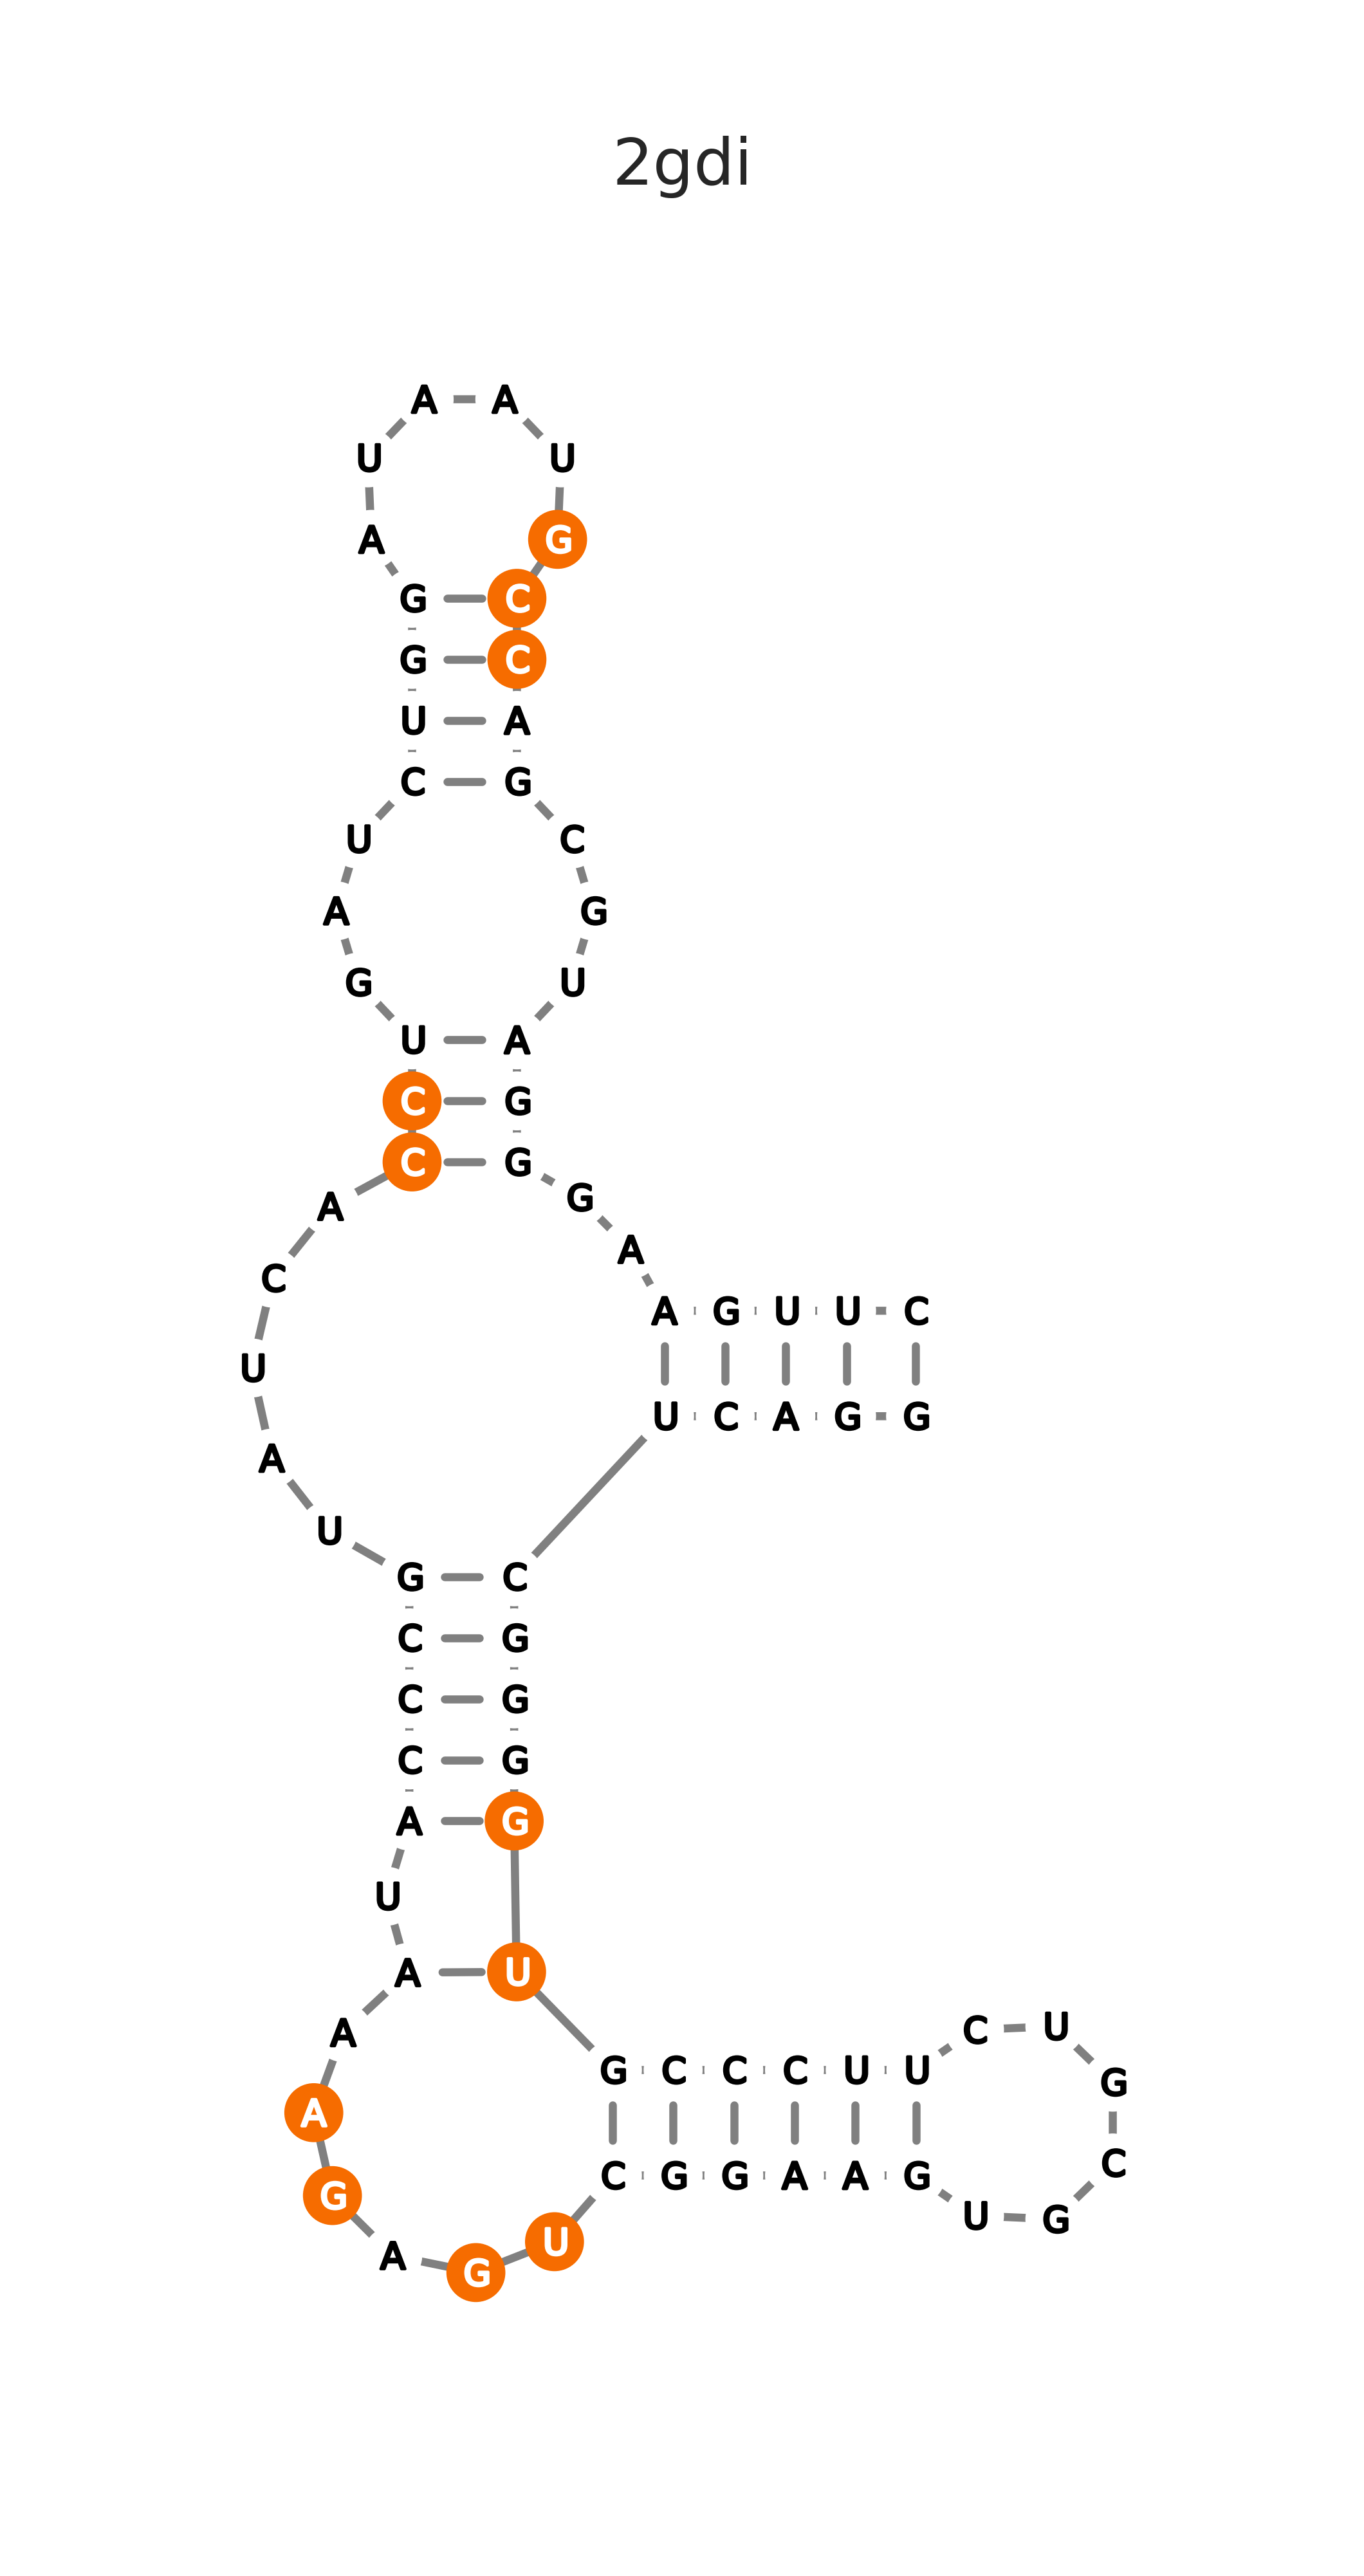 2gdi
A A
U U
A G
G C
G C
U A
C G
U C
A G
G U
U A
C G
C G
A G
C A
A G U U C
U
U C A G G
A
U
G C
C G
C G
C G
A G
U
A U
A
C U
G C C C U U G
A
C
G C G G A A G
U U G
A G